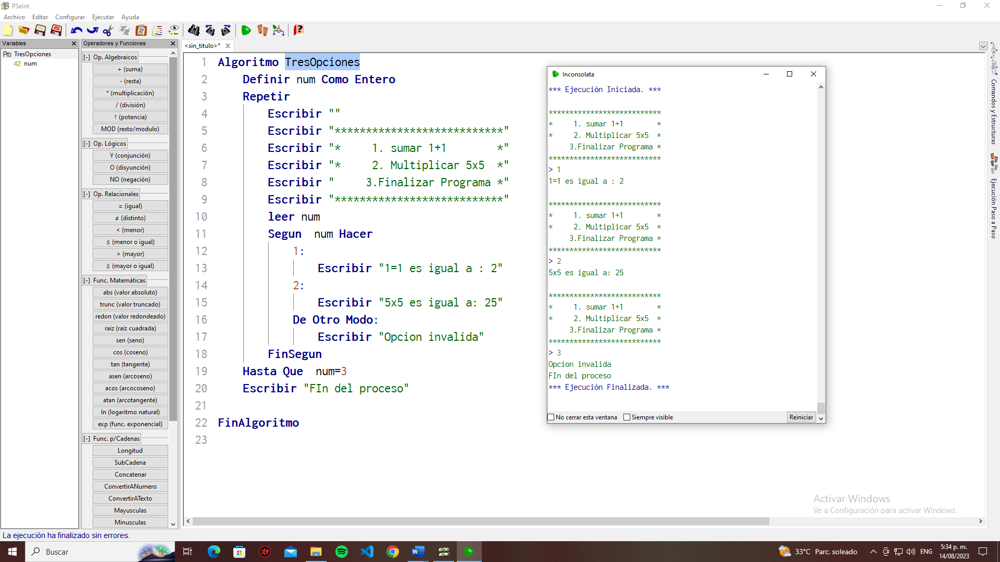 PSeInt
Archivo Editar Configurar Ejecutar Ayuda
Variables
Pro TresOpciones
42 num
Operadores y Funciones
[-] Op. Algebraicos
+ (suma)
- (resta)
* (multiplicación)
/ (división)
↑ (potencia)
MOD (resto/modulo)
[-] Op. Lógicos
Y (conjunción)
O (disyunción)
NO (negación)
[-] Op. Relacionales
= (igual)
≠ (distinto)
< (menor)
≤ (menor o igual)
> (mayor)
≥ (mayor o igual)
[-] Func. Matemáticas
abs (valor absoluto)
trunc (valor truncado)
redon (valor redondeado)
raiz (raíz cuadrada)
sen (seno)
cos (coseno)
tan (tangente)
asen (arcoseno)
acos (arcocoseno)
atan (arcotangente)
ln (logaritmo natural)
exp (func. exponencial)
[-] Func. p/Cadenas
Longitud
SubCadena
Concatenar
ConvertirANumero
ConvertirATexto
Mayusculas
Minusculas
<sin_titulo>*
1 Algoritmo TresOpciones
2 Definir num Como Entero
3 Repetir
4 Escribir ""
5 Escribir "***************************"
6 Escribir "*     1. sumar 1+1        *"
7 Escribir "*     2. Multiplicar 5x5  *"
8 Escribir "     3.Finalizar Programa *"
9 Escribir "***************************"
10 leer num
11 Segun  num Hacer
12 1:
13 Escribir "1=1 es igual a : 2"
14 2:
15 Escribir "5x5 es igual a: 25"
16 De Otro Modo:
17 Escribir "Opcion invalida"
18 FinSegun
19 Hasta Que  num=3
20 Escribir "FIn del proceso"
21
22 FinAlgoritmo
23
Inconsolata
*** Ejecución Iniciada. ***
***************************
*     1. sumar 1+1        *
*     2. Multiplicar 5x5  *
     3.Finalizar Programa *
***************************
> 1
1=1 es igual a : 2
***************************
*     1. sumar 1+1        *
*     2. Multiplicar 5x5  *
     3.Finalizar Programa *
***************************
> 2
5x5 es igual a: 25
***************************
*     1. sumar 1+1        *
*     2. Multiplicar 5x5  *
     3.Finalizar Programa *
***************************
> 3
Opcion invalida
FIn del proceso
*** Ejecución Finalizada. ***
No cerrar esta ventana Siempre visible Reiniciar
Comandos y Estructuras
Ejecución Paso a Paso
Activar Windows
Ve a Configuración para activar Windows.
La ejecución ha finalizado sin errores.
Buscar
33°C Parc. soleado
ENG
5:34 p. m.
14/08/2023